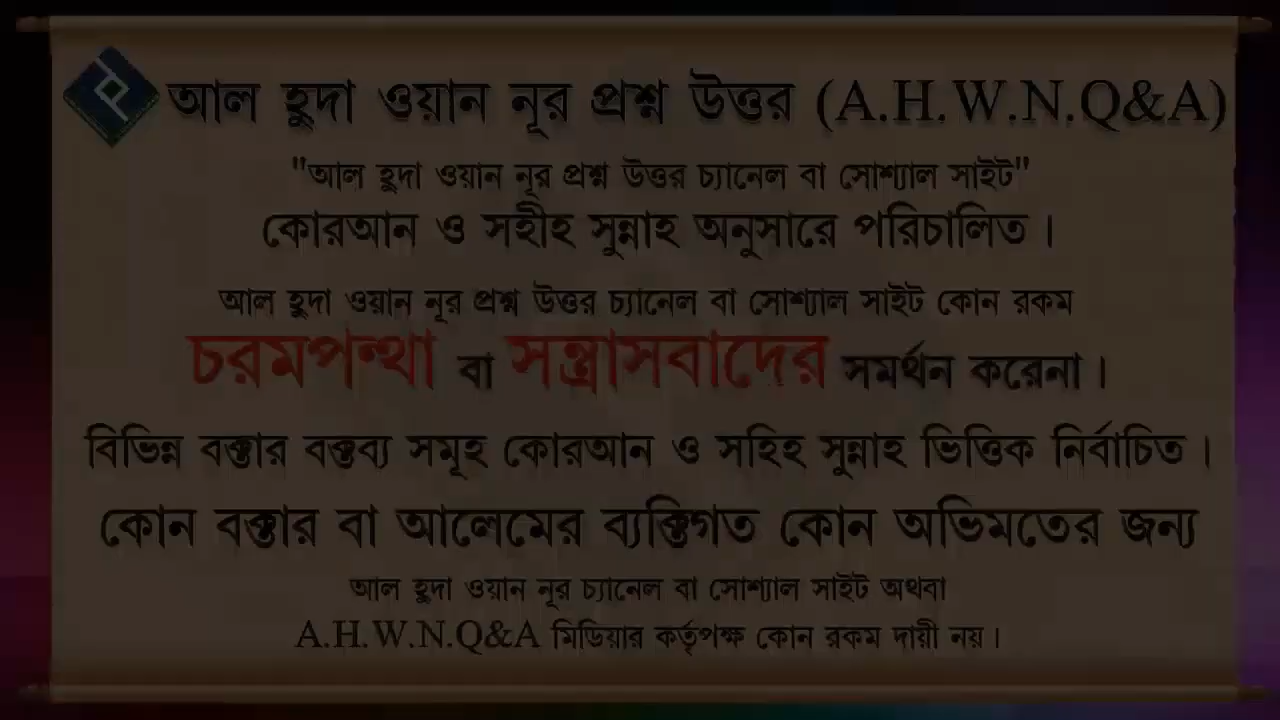 আল হুদা ওয়ান নূর প্রশ্ন উত্তর (A.H.W.N.Q&A)
"আল হুদা ওয়ান নূর প্রশ্ন উত্তর চ্যানেল বা সোশ্যাল সাইট"
কোরআন ও সহীহ সুন্নাহ অনুসারে পরিচালিত।
আল হুদা ওয়ান নূর প্রশ্ন উত্তর চ্যানেল বা সোশ্যাল সাইট কোন রকম
চরমপন্থা বা সন্ত্রাসবাদের সমর্থন করেনা।
বিভিন্ন বক্তার বক্তব্য সমূহ কোরআন ও সহিহ সুন্নাহ ভিত্তিক নির্বাচিত।
কোন বক্তার বা আলেমের ব্যক্তিগত কোন অভিমতের জন্য
আল হুদা ওয়ান নূর চ্যানেল বা সোশ্যাল সাইট অথবা
A.H.W.N.Q&A মিডিয়ার কর্তৃপক্ষ কোন রকম দায়ী নয়।